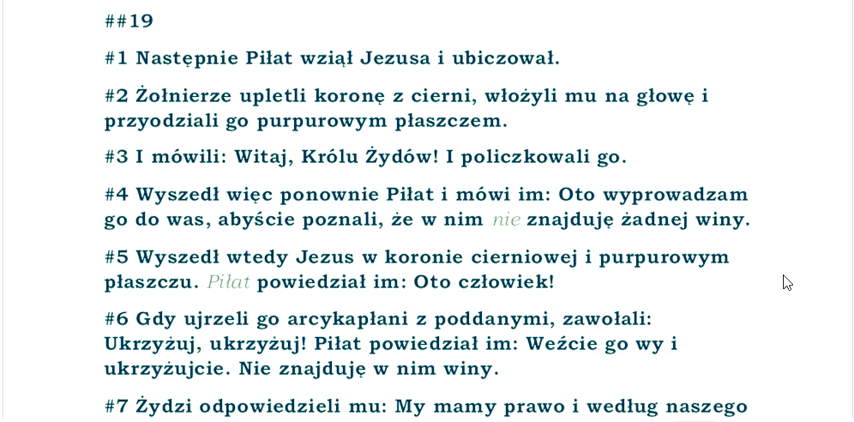 ##19
#1 Następnie Piłat wziął Jezusa i ubiczował.
#2 Żołnierze upletli koronę z cierni, włożyli mu na głowę i
przyodziali go purpurowym płaszczem.
#3 I mówili: Witaj, Królu Żydów! I policzkowali go.
#4 Wyszedł więc ponownie Piłat i mówi im: Oto wyprowadzam
go do was, abyście poznali, że w nim nie znajduję żadnej winy.
#5 Wyszedł wtedy Jezus w koronie cierniowej i purpurowym
płaszczu. Piłat powiedział im: Oto człowiek!
#6 Gdy ujrzeli go arcykapłani z poddanymi, zawołali:
Ukrzyżuj, ukrzyżuj! Piłat powiedział im: Weźcie go wy i
ukrzyżujcie. Nie znajduję w nim winy.
#7 Żydzi odpowiedzieli mu: My mamy prawo i według naszego